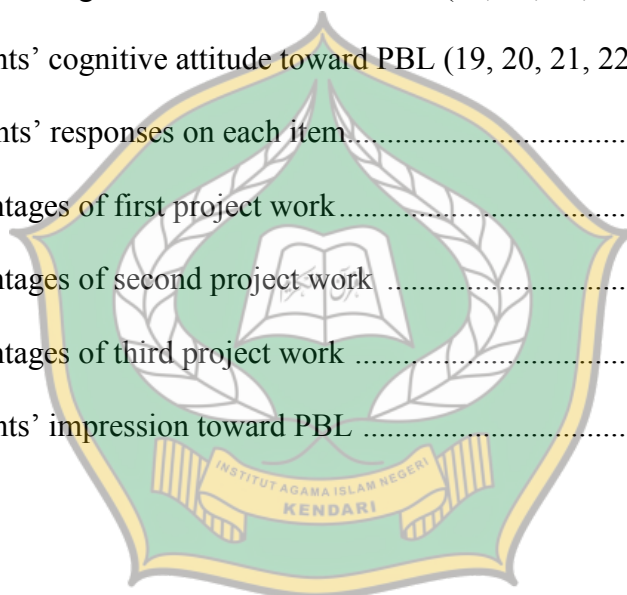 nts’ cognitive attitude toward PBL (19, 20, 21, 22
nts’ responses on each item..........................................
ntages of first project work..........................................
ntages of second project work ...................................
ntages of third project work .......................................
nts’ impression toward PBL ......................................
INSTITUT AGAMA ISLAM NEGERI
KENDARI